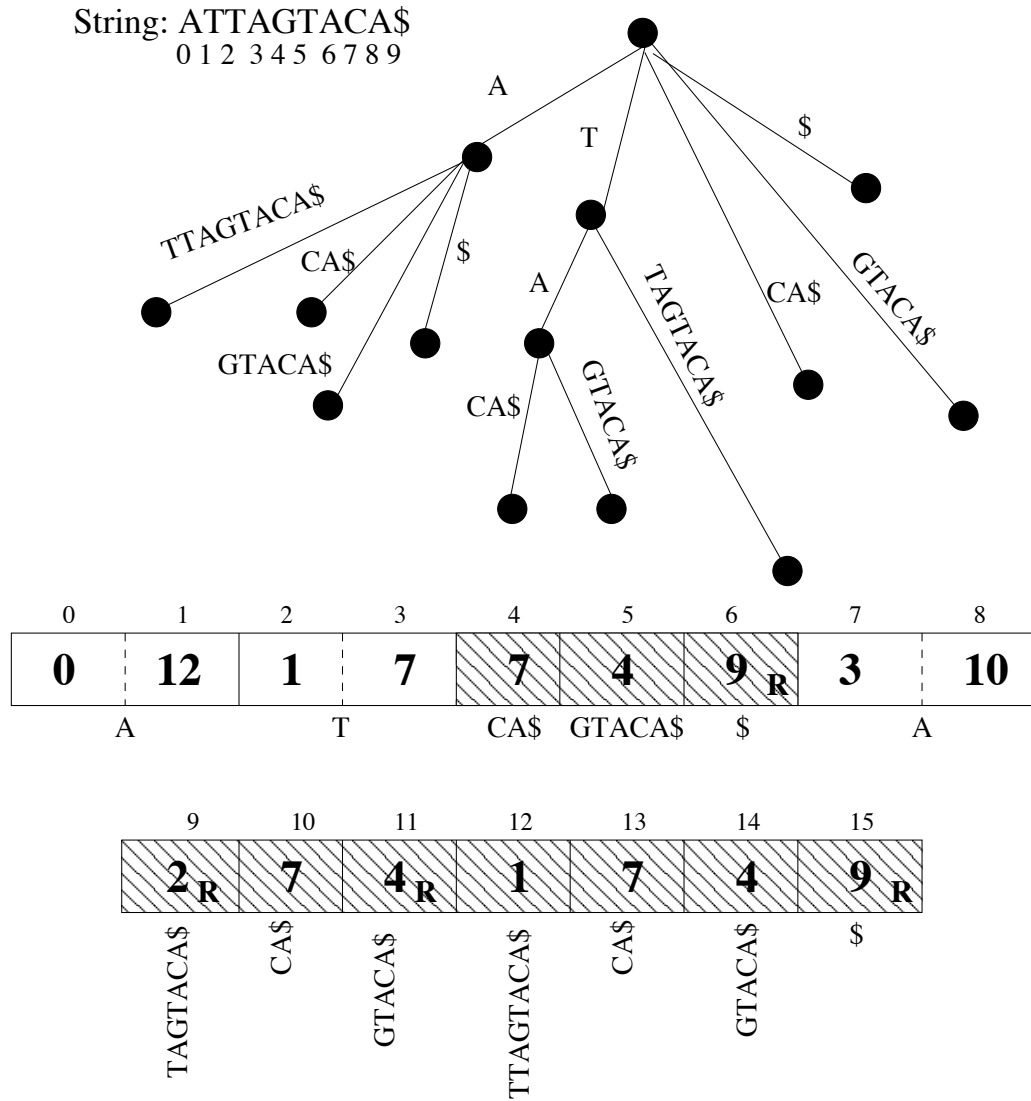 String: ATTAGTACA$
0 1 2 3 4 5 6 7 8 9
A
T
$
TTAGTACA$
CA$
$
GTACA$
A
TAGTACA$
CA$
GTACA$
CA$
GTACA$
0 1 2 3 4 5 6 7 8
0 12 1 7 7 4 9 R 3 10
A T CA$ GTACA$ $ A
9 10 11 12 13 14 15
2 R 7 4 R 1 7 4 9 R
TAGTACA$ CA$ GTACA$ TTAGTACA$ CA$ GTACA$ $